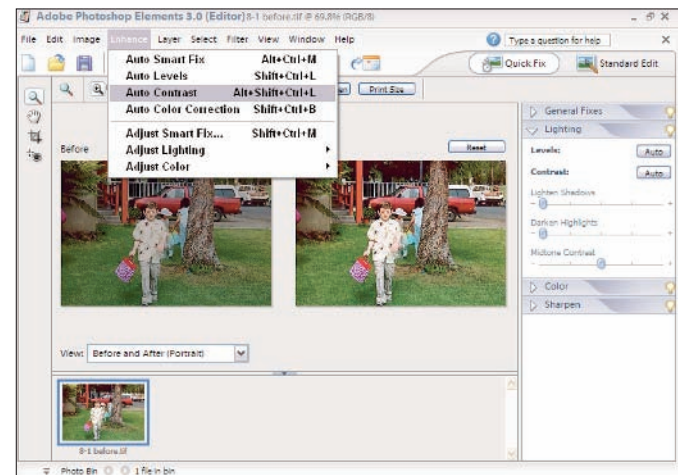 Adobe Photoshop Elements 3.0 (Editor) 8-1 before.tif @ 69.8% (RGB/8)
File Edit Image Enhance Layer Select Filter View Window Help Type a question for help
Auto Smart Fix Alt+Ctrl+M
Auto Levels Shift+Ctrl+L
Auto Contrast Alt+Shift+Ctrl+L
Auto Color Correction Shift+Ctrl+B
Adjust Smart Fix... Shift+Ctrl+M
Adjust Lighting
Adjust Color
Quick Fix Standard Edit
Print Size
General Fixes
Lighting
Levels: Auto
Contrast: Auto
Lighten Shadows
Darken Highlights
Midtone Contrast
Color
Sharpen
Before
Reset
View: Before and After (Portrait)
8-1 before.tif
Photo Bin 1 file in bin